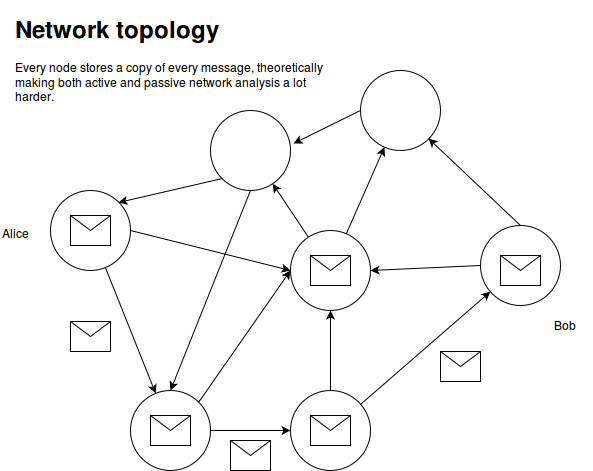 Network topology
Every node stores a copy of every message, theoretically
making both active and passive network analysis a lot
harder.
Alice
Bob